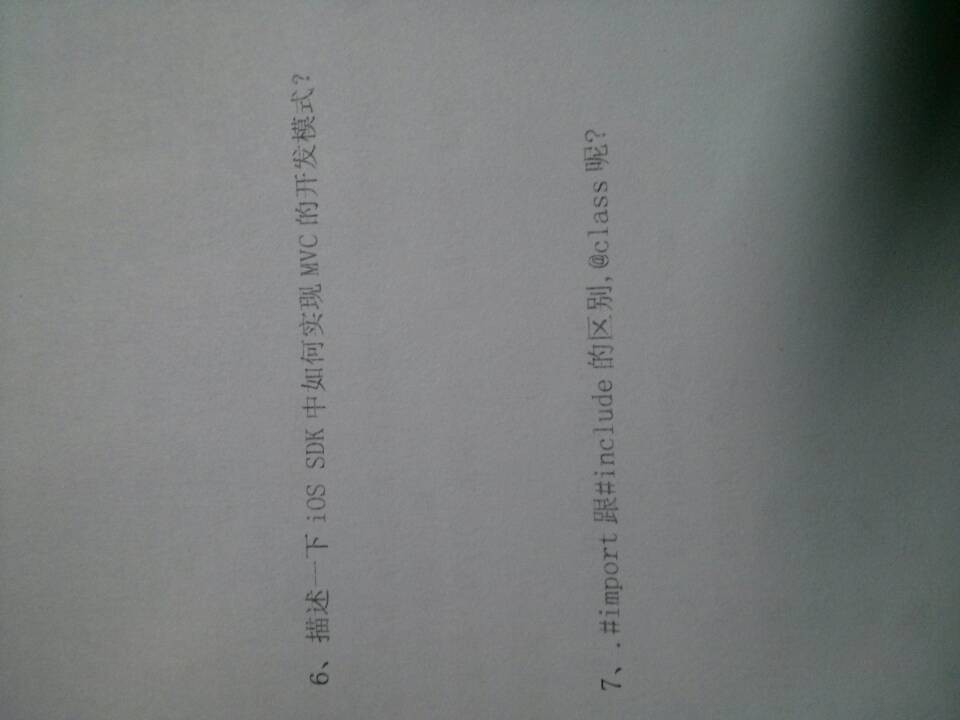 6、描述一下 iOS SDK 中如何实现 MVC 的开发模式?
7、. #import 跟#include 的区别,@class 呢?